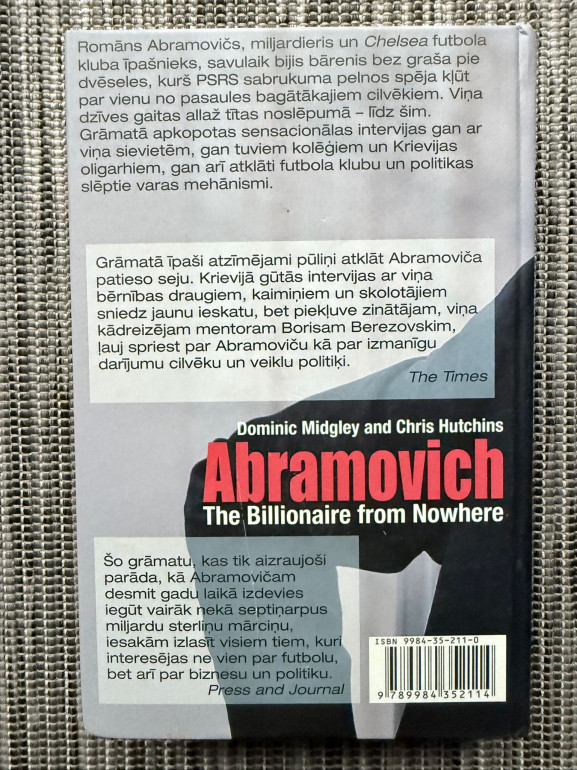 Romāns Abramovičs, miljardieris un Chelsea futbola
kluba īpašnieks, savulaik bijis bārenis bez graša pie
dvēseles, kurš PSRS sabrukuma pelnos spēja kļūt
par vienu no pasaules bagātākajiem cilvēkiem. Viņa
dzīves gaitas allaž tītas noslēpumā – līdz šim.
Grāmatā apkopotas sensacionālas intervijas gan ar
viņa sievietēm, gan tuviem kolēģiem un Krievijas
oligarhiem, gan arī atklāti futbola klubu un politikas
slēptie varas mehānismi.
Grāmatā īpaši atzīmējami pūliņi atklāt Abramoviča
patieso seju. Krievijā gūtās intervijas ar viņa
bērnības draugiem, kaimiņiem un skolotājiem
sniedz jaunu ieskatu, bet piekļuve zinātājam, viņa
kādreizējam mentoram Borisam Berezovskim,
ļauj spriest par Abramoviču kā par izmanīgu
darījumu cilvēku un veiklu politiķi.
The Times
Dominic Midgley and Chris Hutchins
Abramovich
The Billionaire from Nowhere
Šo grāmatu, kas tik aizraujoši
parāda, kā Abramovičam
desmit gadu laikā izdevies
iegūt vairāk nekā septiņarpus
miljardu sterliņu mārciņu,
iesakām izlasīt visiem tiem, kuri
interesējas ne vien par futbolu,
bet arī par biznesu un politiku.
Press and Journal
ISBN 9984-35-211-0
9 789984 352114